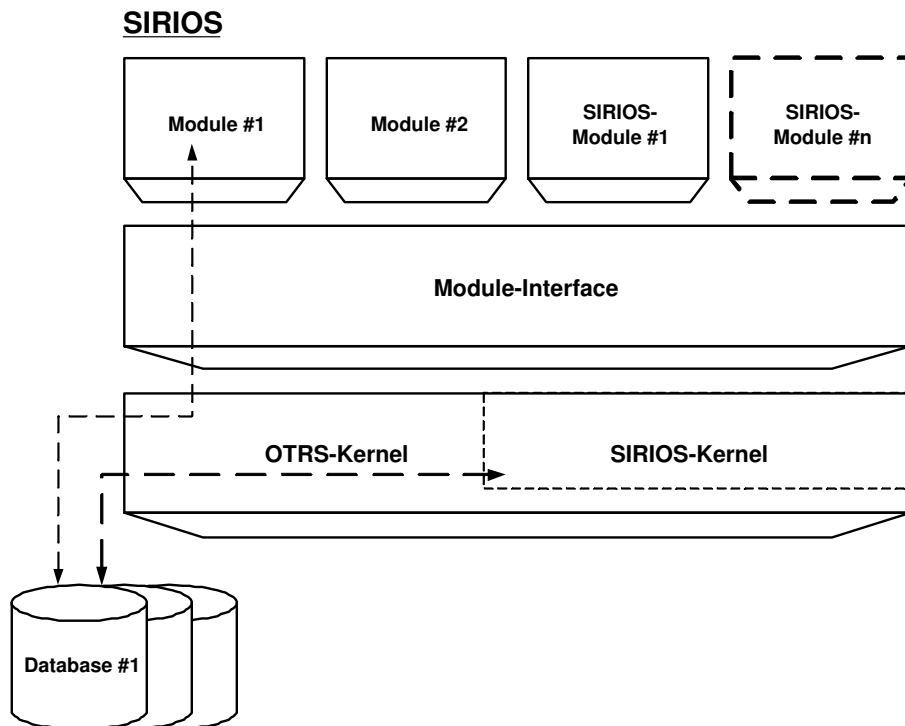 SIRIOS
Module #1
Module #2
SIRIOS-
Module #1
SIRIOS-
Module #n
Module-Interface
OTRS-Kernel
SIRIOS-Kernel
Database #1